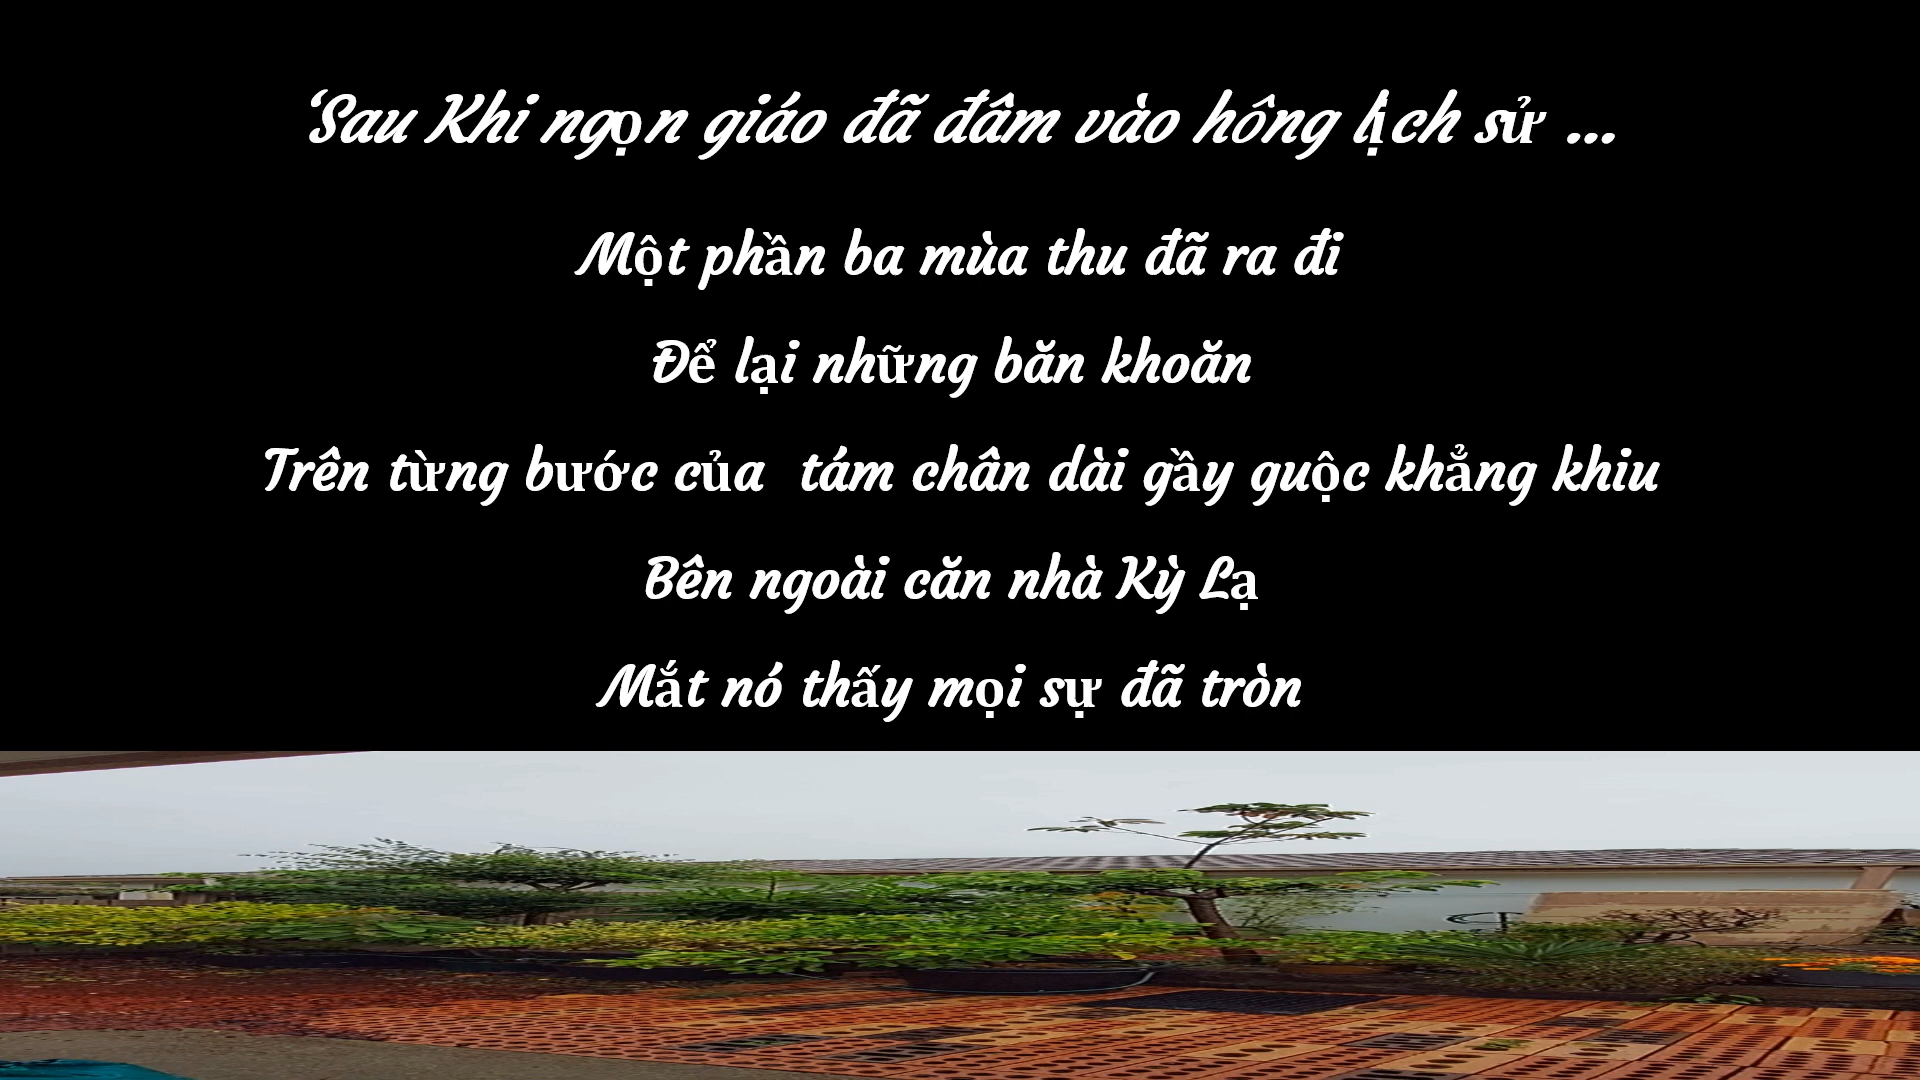 ‘Sau Khi ngọn giáo đã đâm vào hông lịch sử ...
Một phần ba mùa thu đã ra đi
Để lại những băn khoăn
Trên từng bước của  tám chân dài gầy guộc khẳng khiu
Bên ngoài căn nhà Kỳ Lạ
Mắt nó thấy mọi sự đã tròn